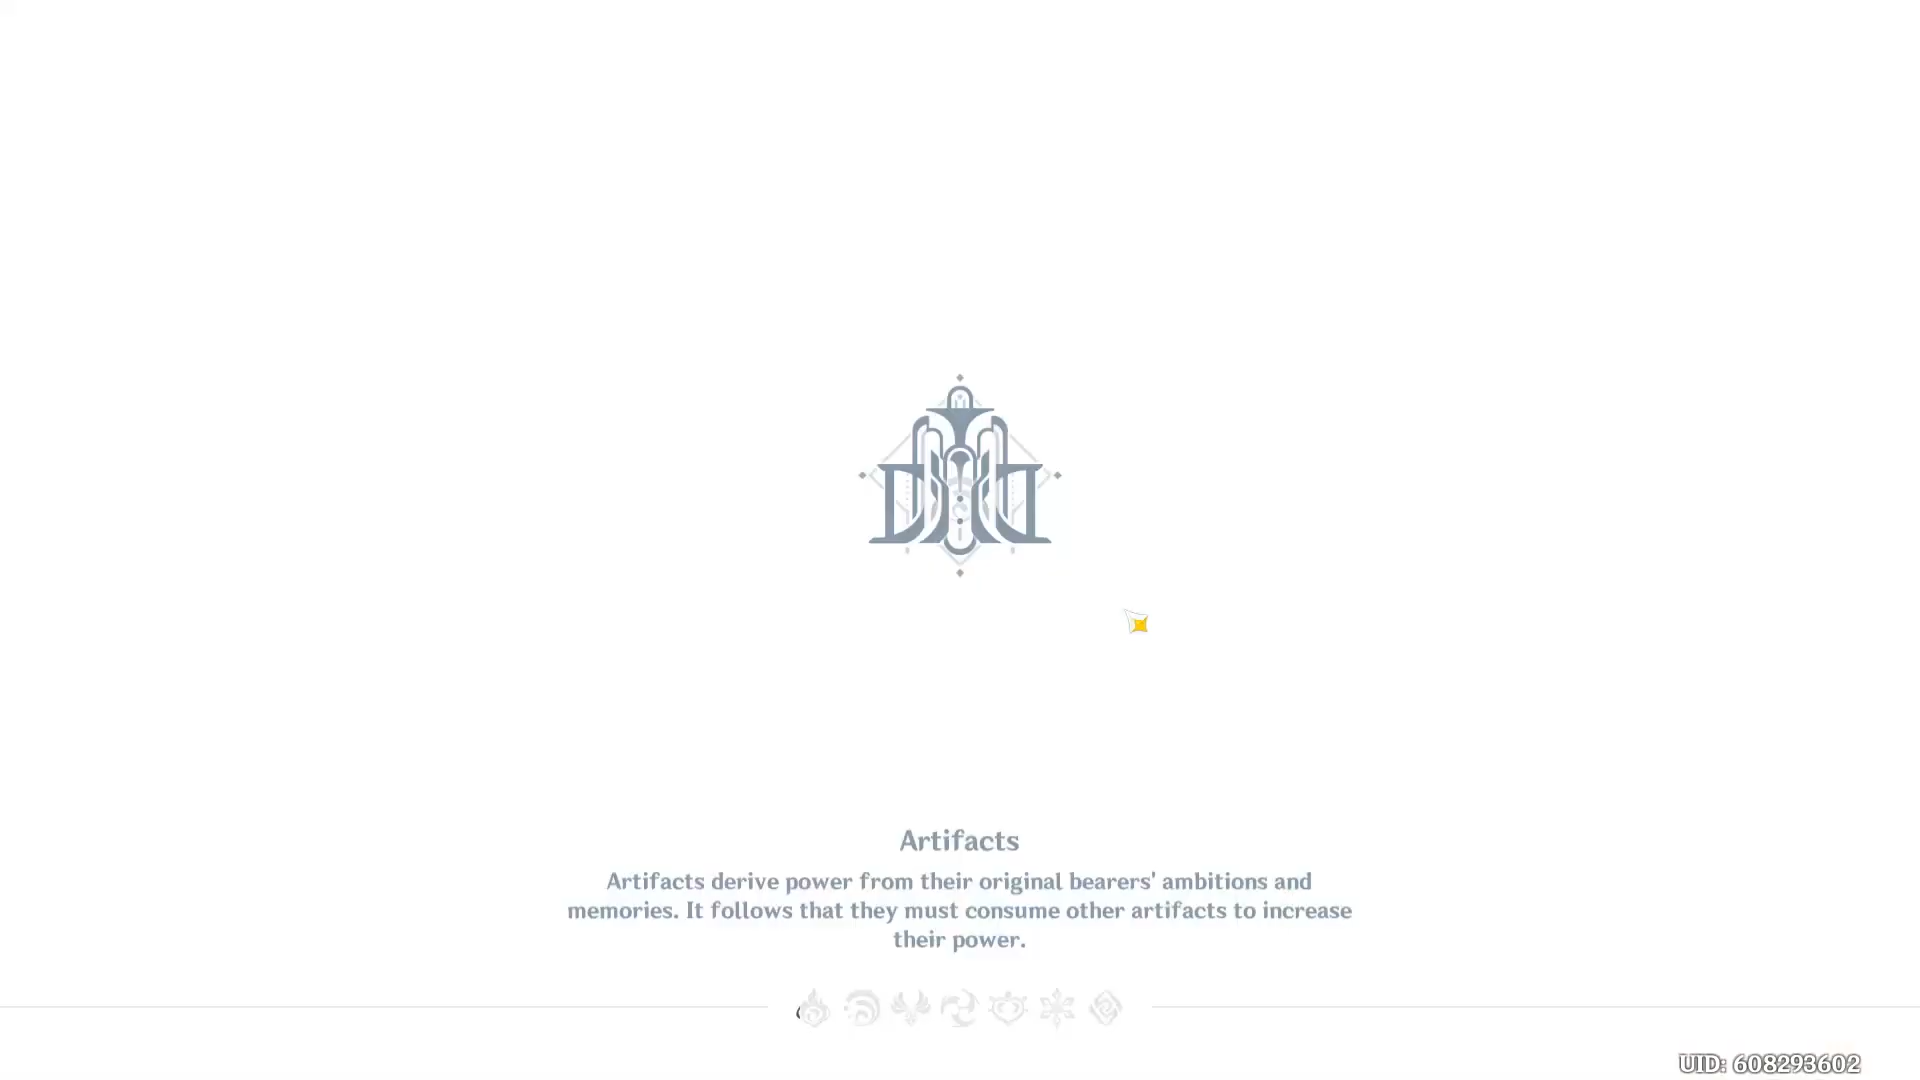 Artifacts
Artifacts derive power from their original bearers' ambitions and
memories. It follows that they must consume other artifacts to increase
their power.
UID: 608293602